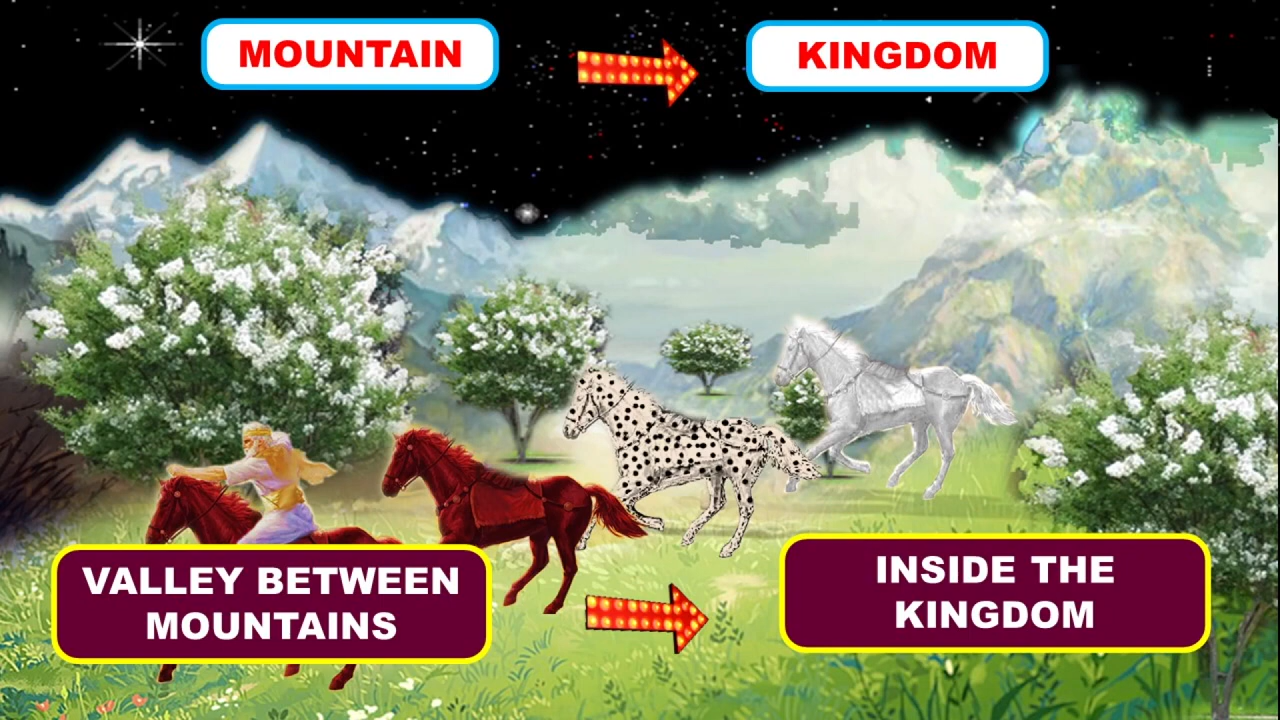 MOUNTAIN
KINGDOM
VALLEY BETWEEN
MOUNTAINS
INSIDE THE
KINGDOM